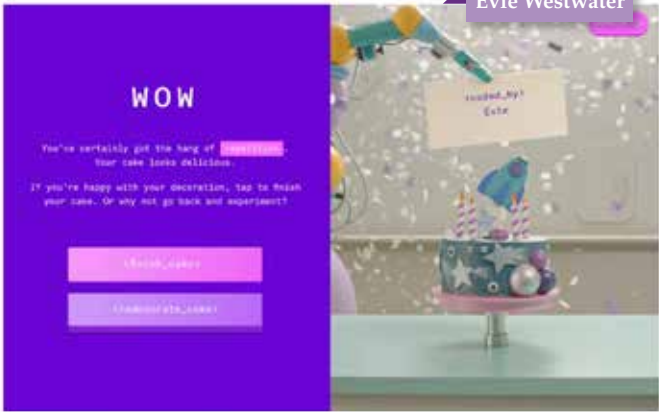 Evie Westwater
WOW
You've certainly got the hang of repetition.
Your cake looks delicious.
If you're happy with your decoration, tap to finish
your cake. Or why not go back and experiment?
<finish_cake>
<redecorate_cake>
<coded_by>
Evie